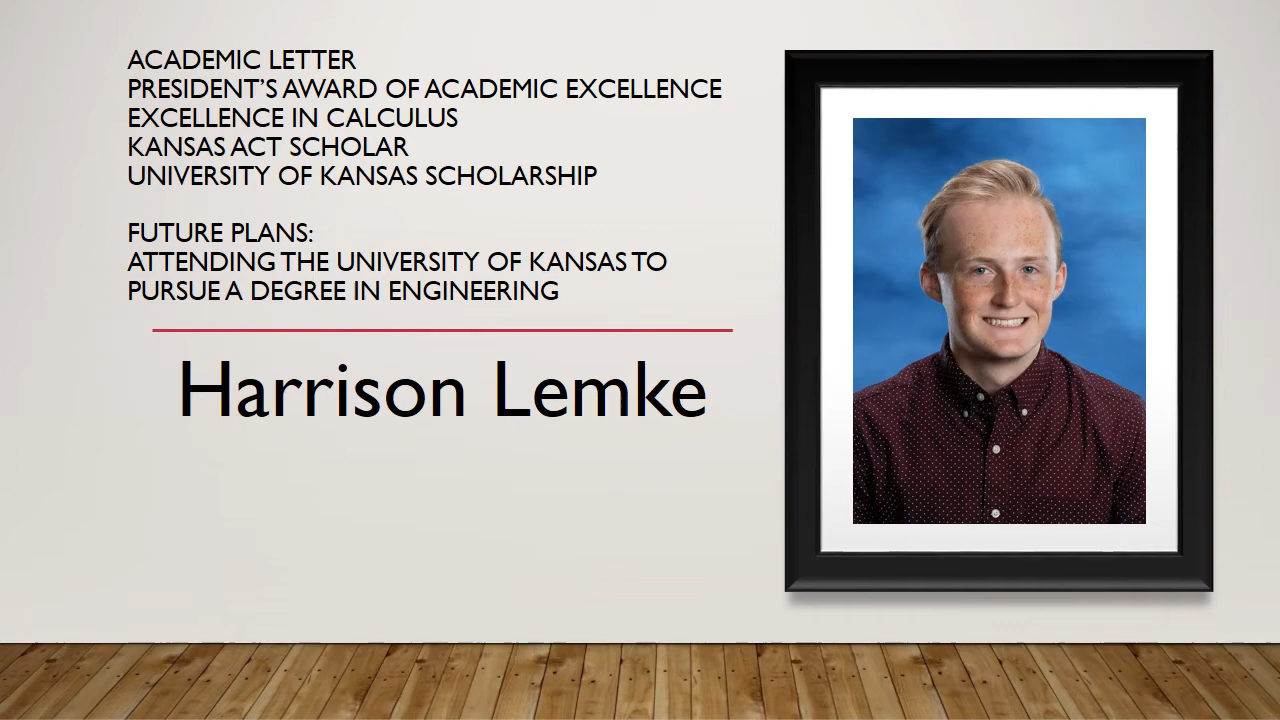 ACADEMIC LETTER
PRESIDENT’S AWARD OF ACADEMIC EXCELLENCE
EXCELLENCE IN CALCULUS
KANSAS ACT SCHOLAR
UNIVERSITY OF KANSAS SCHOLARSHIP
FUTURE PLANS:
ATTENDING THE UNIVERSITY OF KANSAS TO
PURSUE A DEGREE IN ENGINEERING
Harrison Lemke